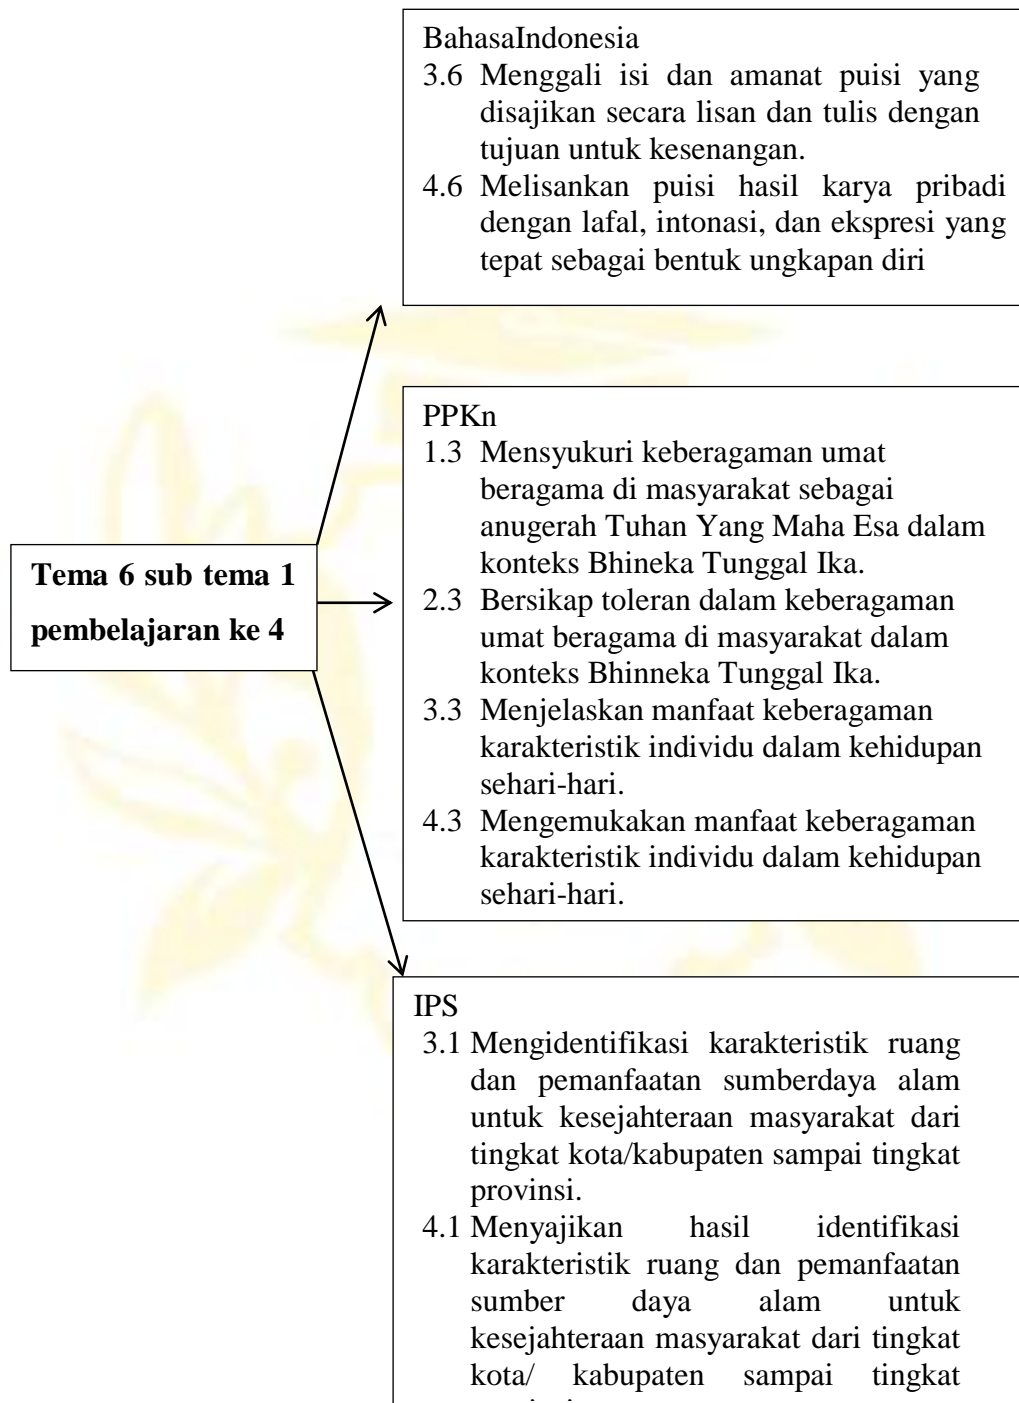 BahasaIndonesia
3.6 Menggali isi dan amanat puisi yang
disajikan secara lisan dan tulis dengan
tujuan untuk kesenangan.
4.6 Melisankan puisi hasil karya pribadi
dengan lafal, intonasi, dan ekspresi yang
tepat sebagai bentuk ungkapan diri
PPKn
1.3 Mensyukuri keberagaman umat
beragama di masyarakat sebagai
anugerah Tuhan Yang Maha Esa dalam
konteks Bhineka Tunggal Ika.
2.3 Bersikap toleran dalam keberagaman
umat beragama di masyarakat dalam
konteks Bhinneka Tunggal Ika.
3.3 Menjelaskan manfaat keberagaman
karakteristik individu dalam kehidupan
sehari-hari.
4.3 Mengemukakan manfaat keberagaman
karakteristik individu dalam kehidupan
sehari-hari.
Tema 6 sub tema 1
pembelajaran ke 4
IPS
3.1 Mengidentifikasi karakteristik ruang
dan pemanfaatan sumberdaya alam
untuk kesejahteraan masyarakat dari
tingkat kota/kabupaten sampai tingkat
provinsi.
4.1 Menyajikan hasil identifikasi
karakteristik ruang dan pemanfaatan
sumber daya alam untuk
kesejahteraan masyarakat dari tingkat
kota/ kabupaten sampai tingkat